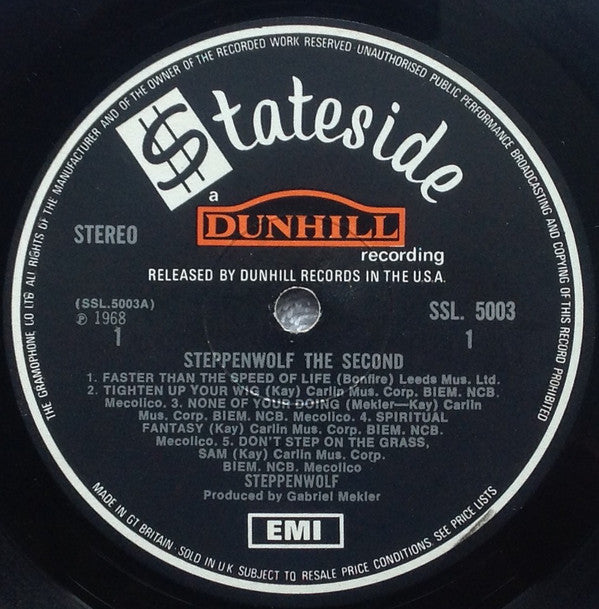 THE GRAMOPHONE CO LTD ALL RIGHTS OF THE MANUFACTURER AND OF THE OWNER OF THE RECORDED WORK RESERVED UNAUTHORISED PUBLIC PERFORMANCE BROADCASTING AND COPYING OF THIS RECORD PROHIBITED
$tateside
a
DUNHILL
recording
STEREO
RELEASED BY DUNHILL RECORDS IN THE U.S.A.
(SSL.5003A)
SSL. 5003
℗ 1968
1
1
STEPPENWOLF THE SECOND
1. FASTER THAN THE SPEED OF LIFE (Bonfire) Leeds Mus. Ltd.
2. TIGHTEN UP YOUR WIG (Kay) Carlin Mus. Corp. BIEM. NCB.
Mecolico. 3. NONE OF YOUR DOING (Mekler—Kay) Carlin
Mus. Corp. BIEM. NCB. Mecolico. 4. SPIRITUAL
FANTASY (Kay) Carlin Mus. Corp. BIEM. NCB.
Mecolico. 5. DON'T STEP ON THE GRASS,
SAM (Kay) Carlin Mus. Corp.
BIEM. NCB. Mecolico
STEPPENWOLF
Produced by Gabriel Mekler
EMI
MADE IN GT BRITAIN · SOLD IN U K SUBJECT TO RESALE PRICE CONDITIONS, SEE PRICE LISTS